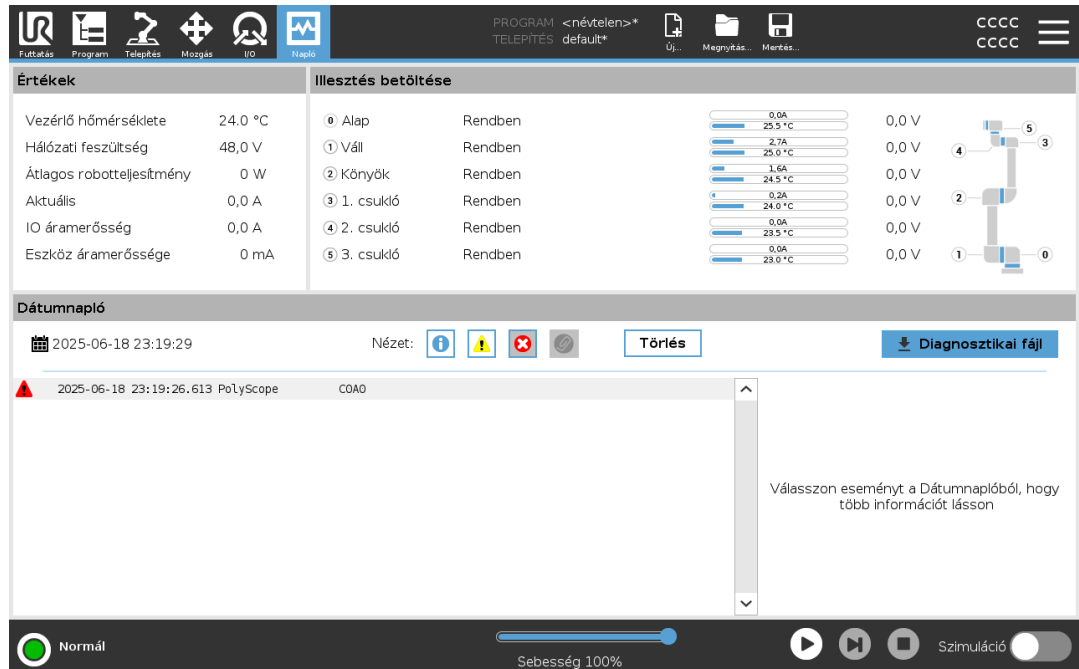 PROGRAM <névtelen>*
TELEPÍTÉS default*
cccc
cccc
Futtatás Program Telepítés Mozgás I/O Napló Új... Megnyitás... Mentés...
Értékek
Illesztés betöltése
Vezérlő hőmérséklete 24.0 °C
Hálózati feszültség 48,0 V
Átlagos robotteljesítmény 0 W
Aktuális 0,0 A
IO áramerősség 0,0 A
Eszköz áramerőssége 0 mA
0 Alap Rendben 0,0A 25.5 °C 0,0 V
1 Váll Rendben 2,7A 25.0 °C 0,0 V
2 Könyök Rendben 1,6A 24.5 °C 0,0 V
3 1. csukló Rendben 0,2A 24.0 °C 0,0 V
4 2. csukló Rendben 0,0A 23.5 °C 0,0 V
5 3. csukló Rendben 0,0A 23.0 °C 0,0 V
5
4 3
2
1 0
Dátumnapló
2025-06-18 23:19:29 Nézet: Törlés Diagnosztikai fájl
2025-06-18 23:19:26.613 PolyScope C0A0
Válasszon eseményt a Dátumnaplóból, hogy
több információt lásson
Normál
Sebesség 100%
Szimuláció